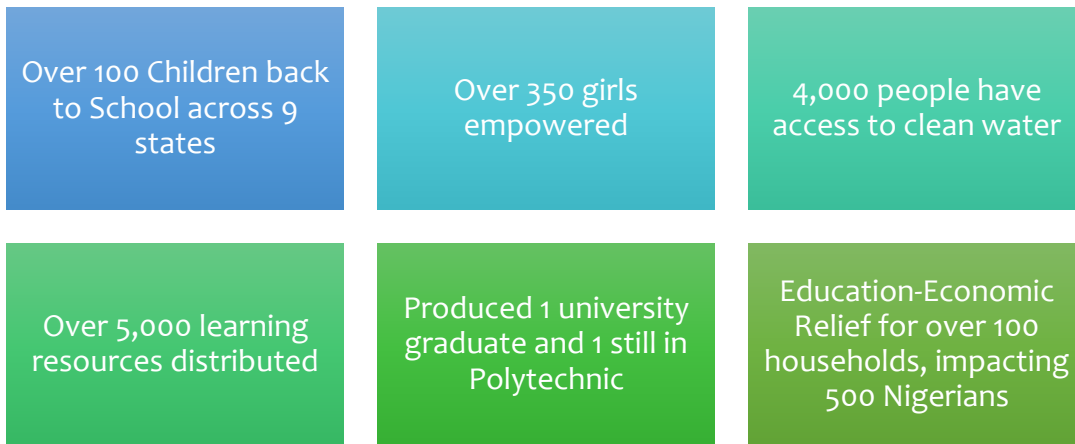 Over 100 Children back
to School across 9
states
Over 350 girls
empowered
4,000 people have
access to clean water
Over 5,000 learning
resources distributed
Produced 1 university
graduate and 1 still in
Polytechnic
Education-Economic
Relief for over 100
households, impacting
500 Nigerians